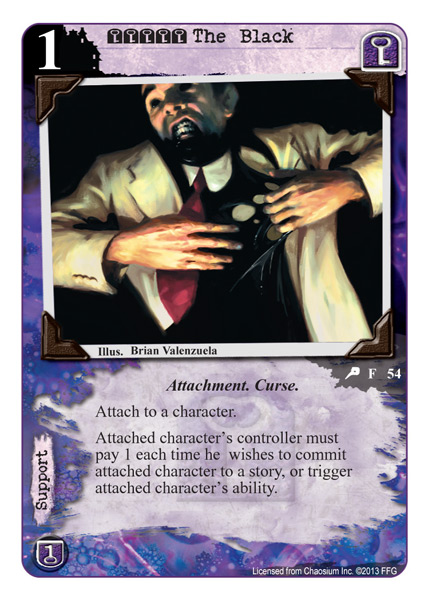 1
The Black
Illus. Brian Valenzuela
F 54
Attachment. Curse.
Attach to a character.
Attached character's controller must
pay 1 each time he wishes to commit
attached character to a story, or trigger
attached character's ability.
Support
1
Licensed from Chaosium Inc. ©2013 FFG